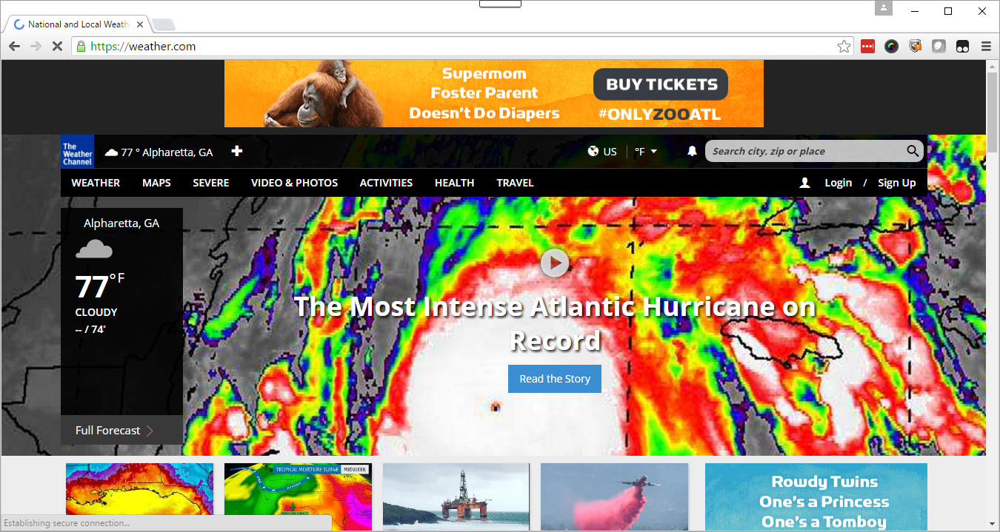 National and Local Weath
https://weather.com
Supermom
Foster Parent
Doesn't Do Diapers
BUY TICKETS
#ONLYZOOATL
The
Weather
Channel
77 ° Alpharetta, GA
US
°F
Search city, zip or place
WEATHER MAPS SEVERE VIDEO & PHOTOS ACTIVITIES HEALTH TRAVEL
Login / Sign Up
Alpharetta, GA
77°F
CLOUDY
-- / 74°
Full Forecast
The Most Intense Atlantic Hurricane on
Record
Read the Story
TROPICAL MOISTURE SURGE MIDWEEK
MOISTURE SURGES
Rowdy Twins
One's a Princess
One's a Tomboy
Establishing secure connection...